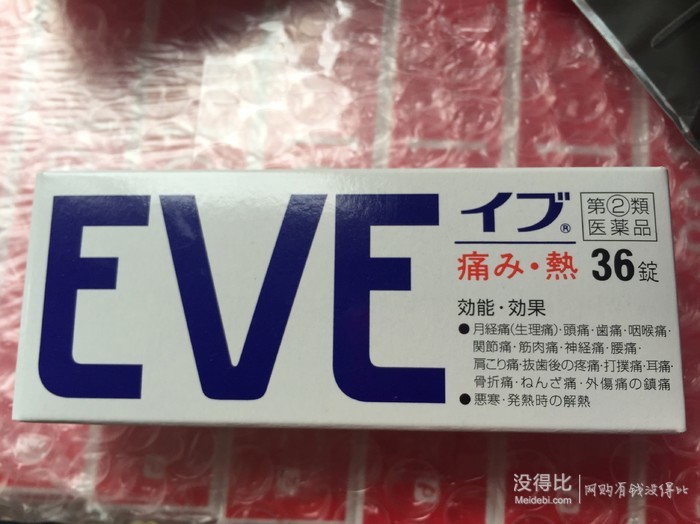 EVE
イブ®
指②類
医薬品
痛み・熱 36錠
効能・効果
●月経痛(生理痛)・頭痛・歯痛・咽喉痛・
関節痛・筋肉痛・神経痛・腰痛・
肩こり痛・抜歯後の疼痛・打撲痛・耳痛・
骨折痛・ねんざ痛・外傷痛の鎮痛
●悪寒・発熱時の解熱
没得比
Meidebi.com
网购有钱没得比